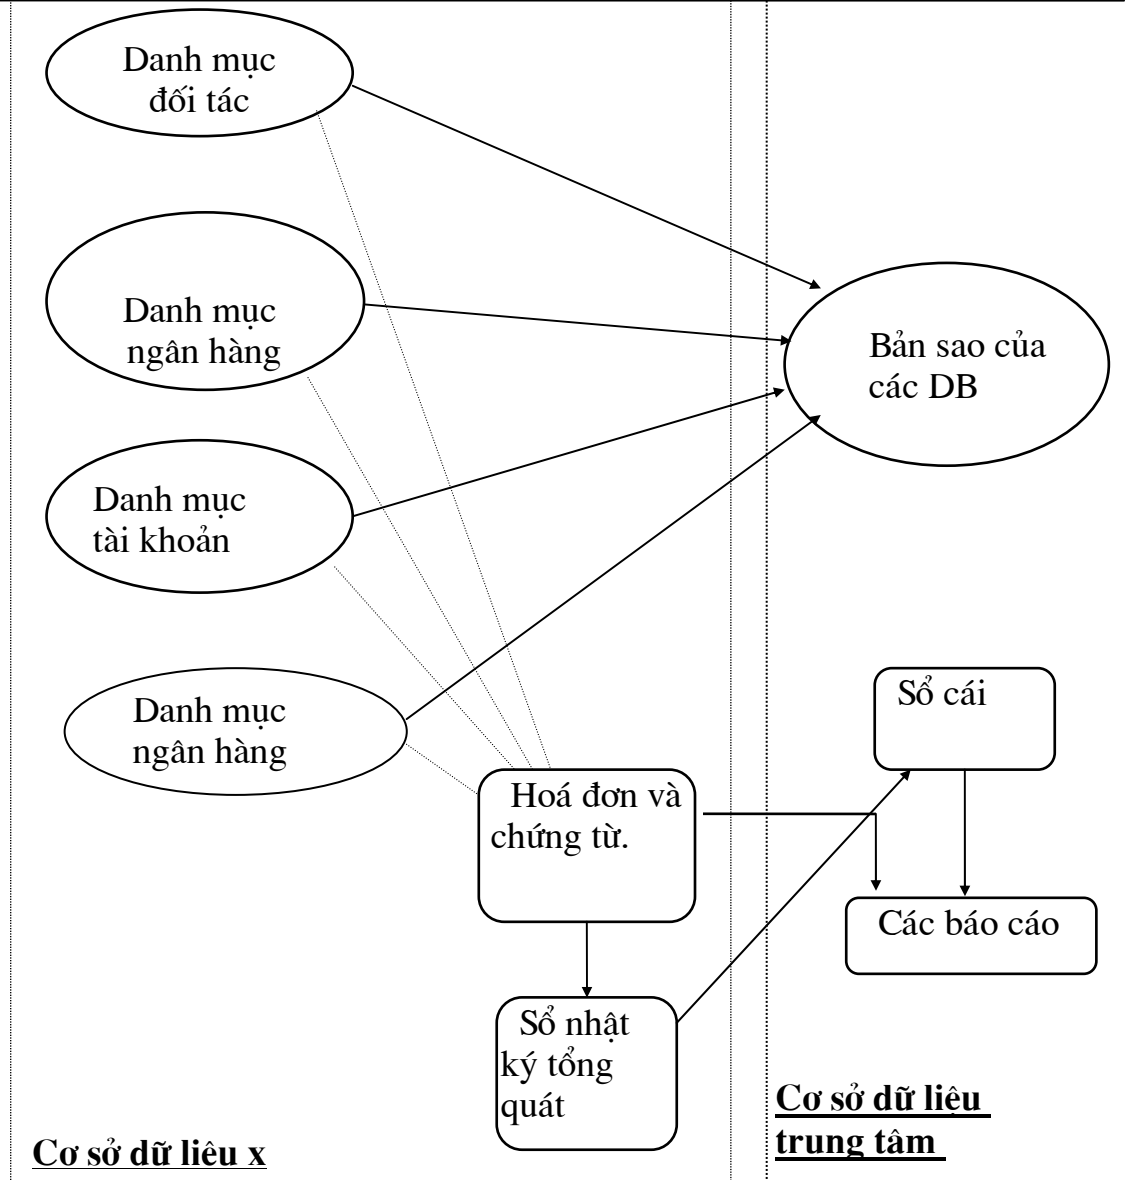 Danh mục
đối tác
Danh mục
ngân hàng
Bản sao của
các DB
Danh mục
tài khoản
Danh mục
ngân hàng
Sổ cái
Hoá đơn và
chứng từ.
Các báo cáo
Sổ nhật
ký tổng
quát
Cơ sở dữ liệu
trung tâm
Cơ sở dữ liêu x